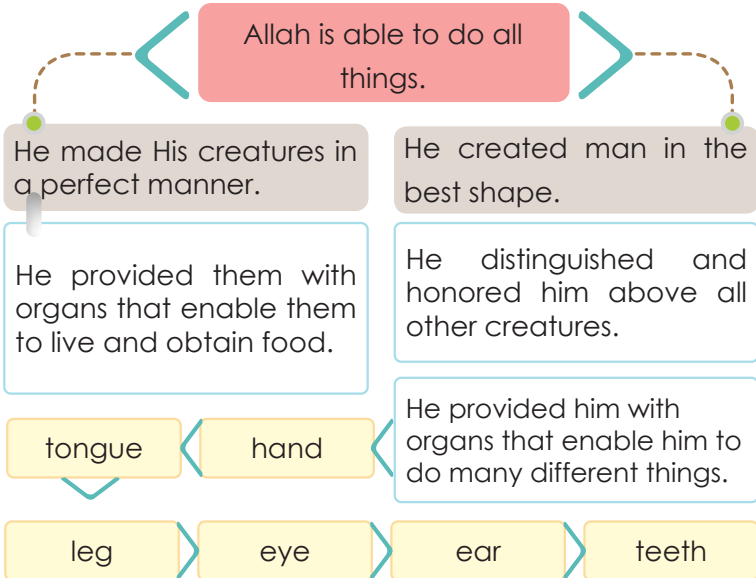 Allah is able to do all
things.
He made His creatures in
a perfect manner.
He created man in the
best shape.
He provided them with
organs that enable them
to live and obtain food.
He distinguished and
honored him above all
other creatures.
He provided him with
organs that enable him to
do many different things.
hand
tongue
leg
eye
ear
teeth